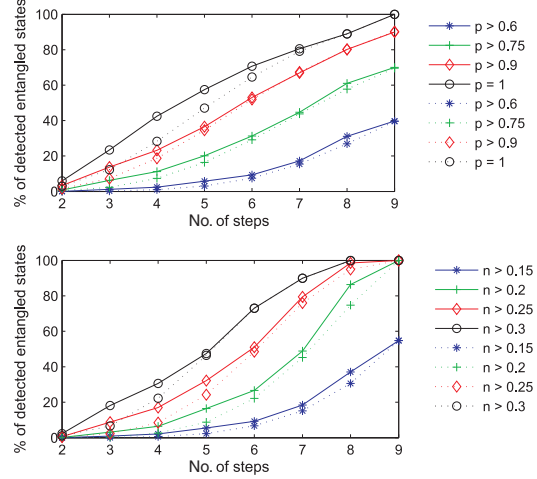 % of detected entangled states
100
80
60
40
20
0
2 3 4 5 6 7 8 9
No. of steps
p > 0.6
p > 0.75
p > 0.9
p = 1
p > 0.6
p > 0.75
p > 0.9
p = 1
% of detected entangled states
100
80
60
40
20
0
2 3 4 5 6 7 8 9
No. of steps
n > 0.15
n > 0.2
n > 0.25
n > 0.3
n > 0.15
n > 0.2
n > 0.25
n > 0.3